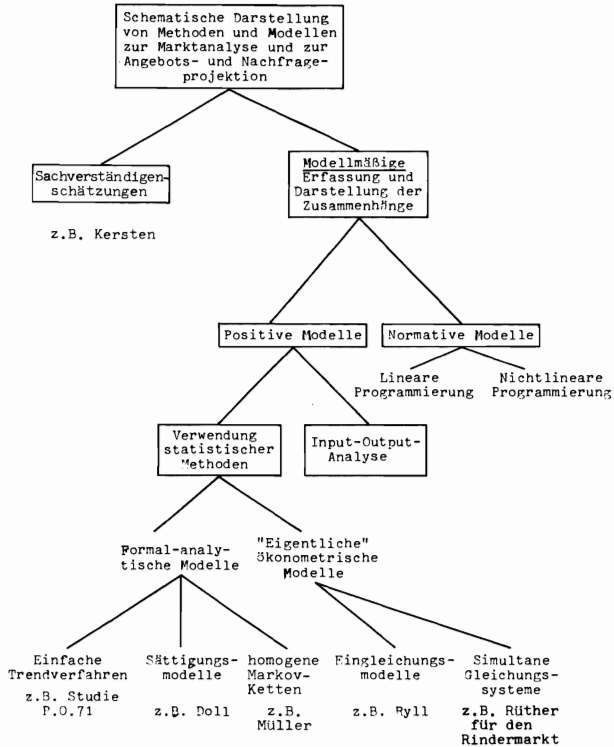 Schematische Darstellung
von Methoden und Modellen
zur Marktanalyse und zur
Angebots- und Nachfrage-
projektion
Sachverständigen-
schätzungen
z.B. Kersten
Modellmäßige
Erfassung und
Darstellung der
Zusammenhänge
Positive Modelle
Normative Modelle
Lineare
Programmierung
Nichtlineare
Programmierung
Verwendung
statistischer
Methoden
Input-Output-
Analyse
Formal-analy-
tische Modelle
"Eigentliche"
ökonometrische
Modelle
Einfache
Trendverfahren
z.B. Studie
P.O.71
Sättigungs-
modelle
z.B. Doll
homogene
Markov-
Ketten
z.B.
Müller
Eingleichungs-
modelle
z.B. Ryll
Simultane
Gleichungs-
systeme
z.B. Rüther
für den
Rindermarkt